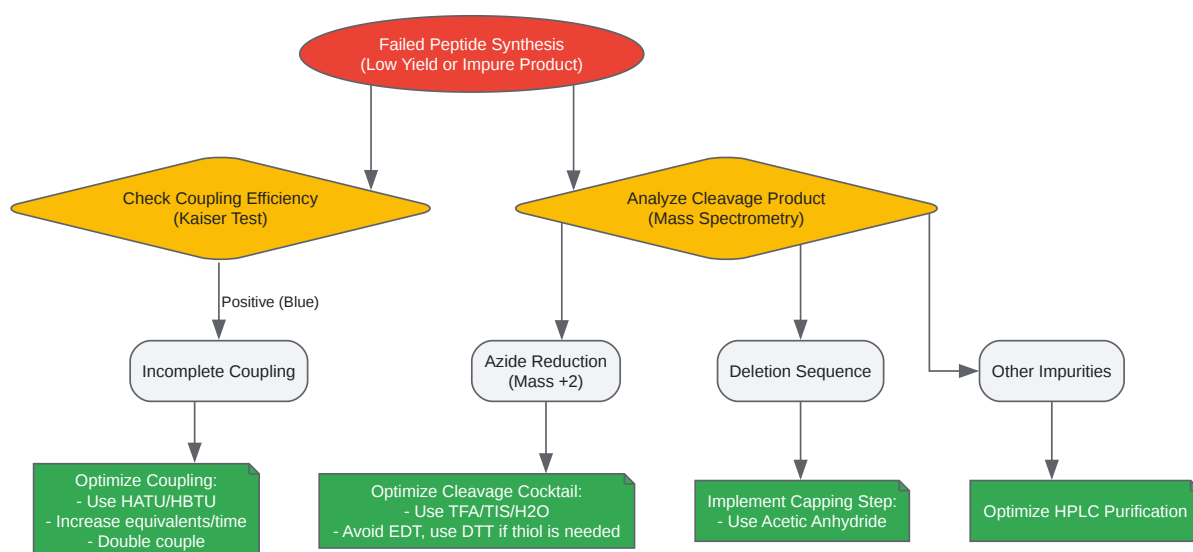 Failed Peptide Synthesis
(Low Yield or Impure Product)
Check Coupling Efficiency
(Kaiser Test)
Analyze Cleavage Product
(Mass Spectrometry)
Positive (Blue)
Incomplete Coupling
Azide Reduction
(Mass +2)
Deletion Sequence
Other Impurities
Optimize Coupling:
- Use HATU/HBTU
- Increase equivalents/time
- Double couple
Optimize Cleavage Cocktail:
- Use TFA/TIS/H2O
- Avoid EDT, use DTT if thiol is needed
Implement Capping Step:
- Use Acetic Anhydride
Optimize HPLC Purification